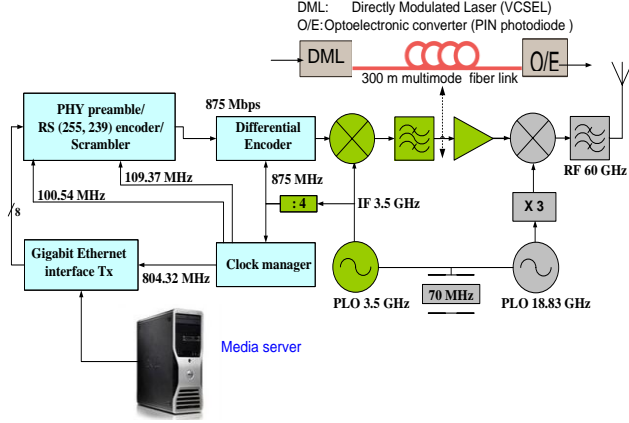 DML: Directly Modulated Laser (VCSEL)
O/E:Optoelectronic converter (PIN photodiode )
DML
O/E
300 m multimode fiber link
PHY preamble/
RS (255, 239) encoder/
Scrambler
875 Mbps
Differential
Encoder
RF 60 GHz
109.37 MHz
100.54 MHz
875 MHz
: 4
IF 3.5 GHz
X 3
8
Gigabit Ethernet
interface Tx
804.32 MHz
Clock manager
PLO 3.5 GHz
70 MHz
PLO 18.83 GHz
Media server